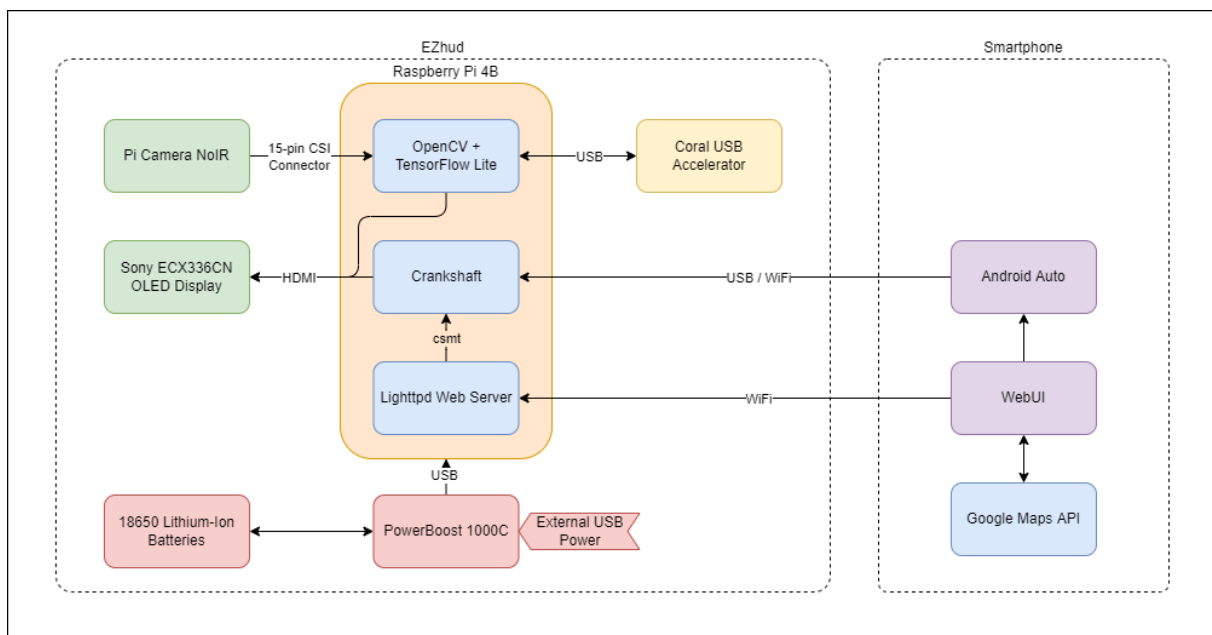 EZhud
Smartphone
Raspberry Pi 4B
Pi Camera NoIR
15-pin CSI
Connector
OpenCV +
TensorFlow Lite
USB
Coral USB
Accelerator
Sony ECX336CN
OLED Display
HDMI
Crankshaft
USB / WiFi
Android Auto
csmt
Lighttpd Web Server
WiFi
WebUI
USB
18650 Lithium-Ion
Batteries
PowerBoost 1000C
External USB
Power
Google Maps API